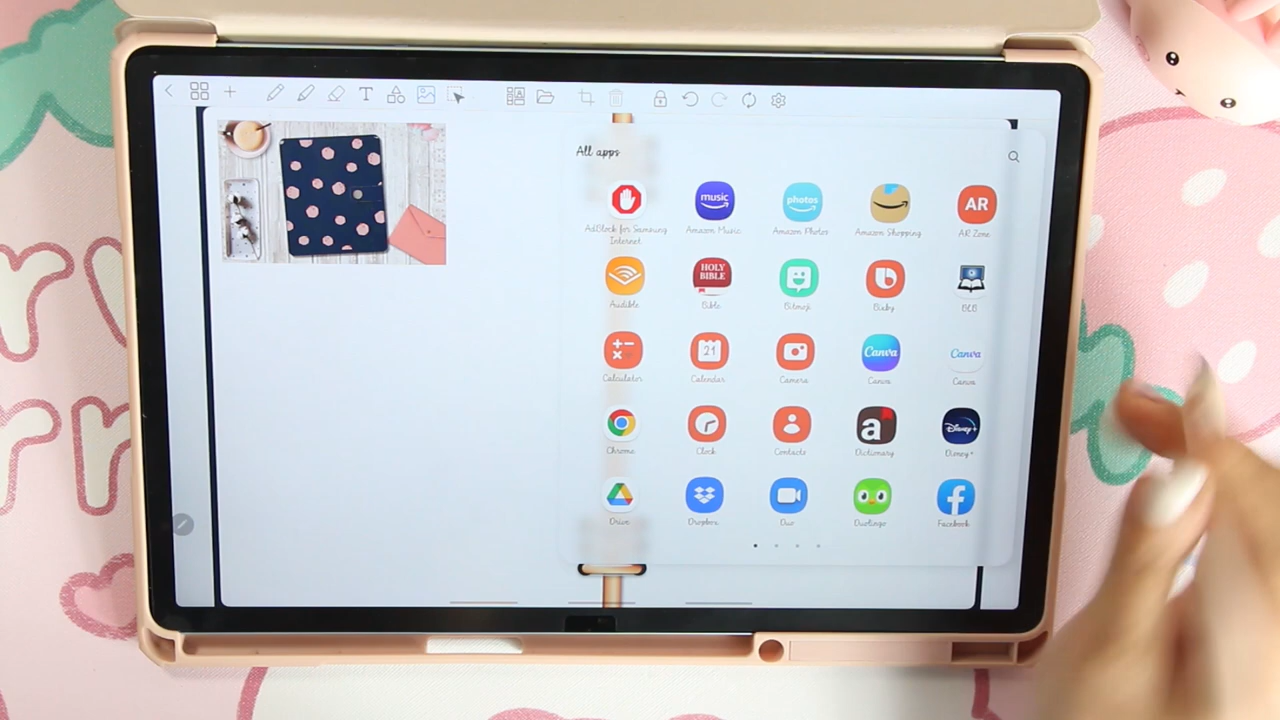 T
All apps
music
photos
AR
AdBlock for Samsung
Internet
Amazon Music
Amazon Photos
Amazon Shopping
AR Zone
HOLY
BIBLE
Audible
Bible
Bitmoji
Bixby
BLB
21
Canva
Canva
Calculator
Calendar
Camera
Canva
Canva
a
Disney+
Chrome
Clock
Contacts
Dictionary
Disney+
f
Drive
Dropbox
Duo
Duolingo
Facebook